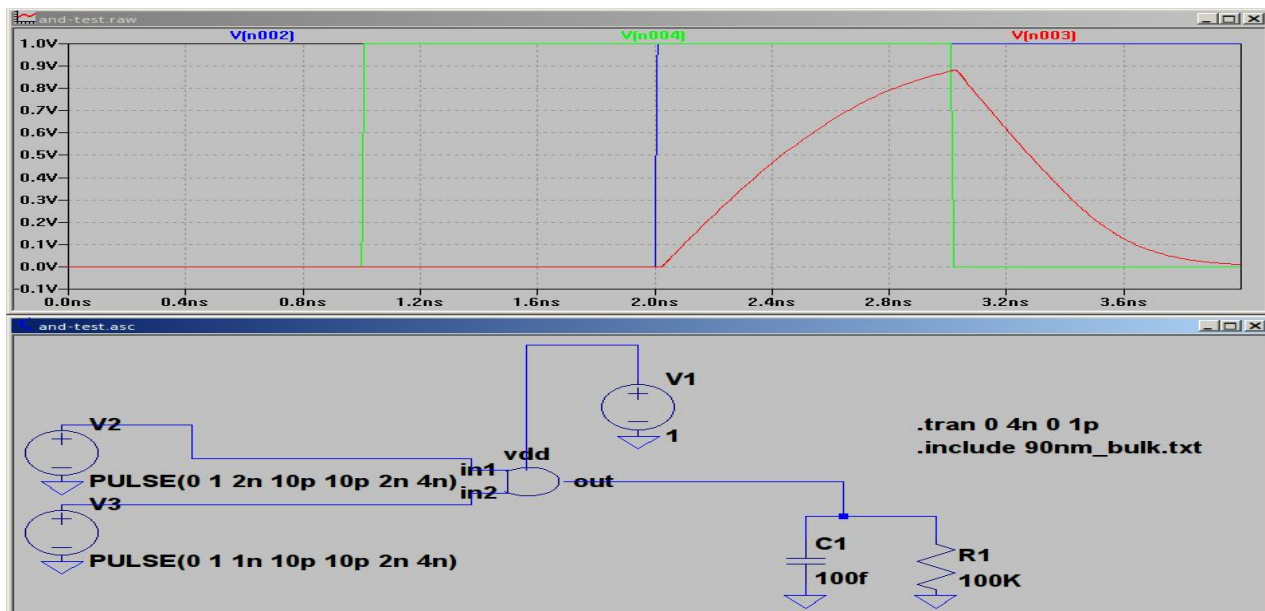 and-test.raw
V(n002) V(n004) V(n003)
1.0V
0.9V
0.8V
0.7V
0.6V
0.5V
0.4V
0.3V
0.2V
0.1V
0.0V
-0.1V
0.0ns 0.4ns 0.8ns 1.2ns 1.6ns 2.0ns 2.4ns 2.8ns 3.2ns 3.6ns
and-test.asc
V1
1
V2
PULSE(0 1 2n 10p 10p 2n 4n)
V3
PULSE(0 1 1n 10p 10p 2n 4n)
vdd
in1
in2
out
.tran 0 4n 0 1p
.include 90nm_bulk.txt
C1
100f
R1
100K